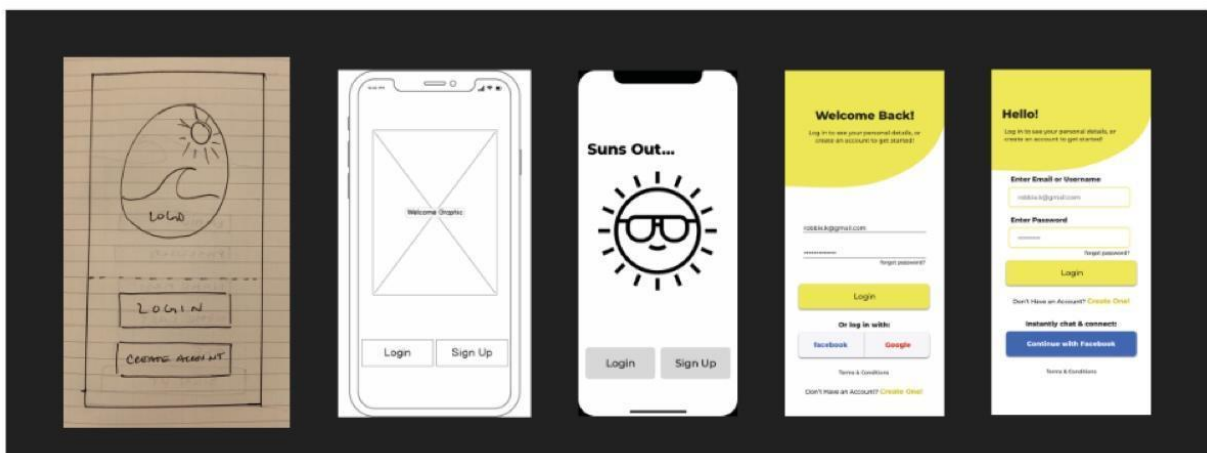 LOGO
LOGIN
CREATE ACCOUNT
Welcome Graphic
Login
Sign Up
Suns Out...
Login
Sign Up
Welcome Back!
Log in to see your personal details, or
create an account to get started!
robbie.k@gmail.com
Forgot password?
Login
Or log in with:
facebook
Google
Terms & Conditions
Don't Have an Account? Create One!
Hello!
Log in to see your personal details, or
create an account to get started!
Enter Email or Username
robbie.k@gmail.com
Enter Password
Forgot password?
Login
Don't Have an Account? Create One!
Instantly chat & connect:
Continue with Facebook
Terms & Conditions